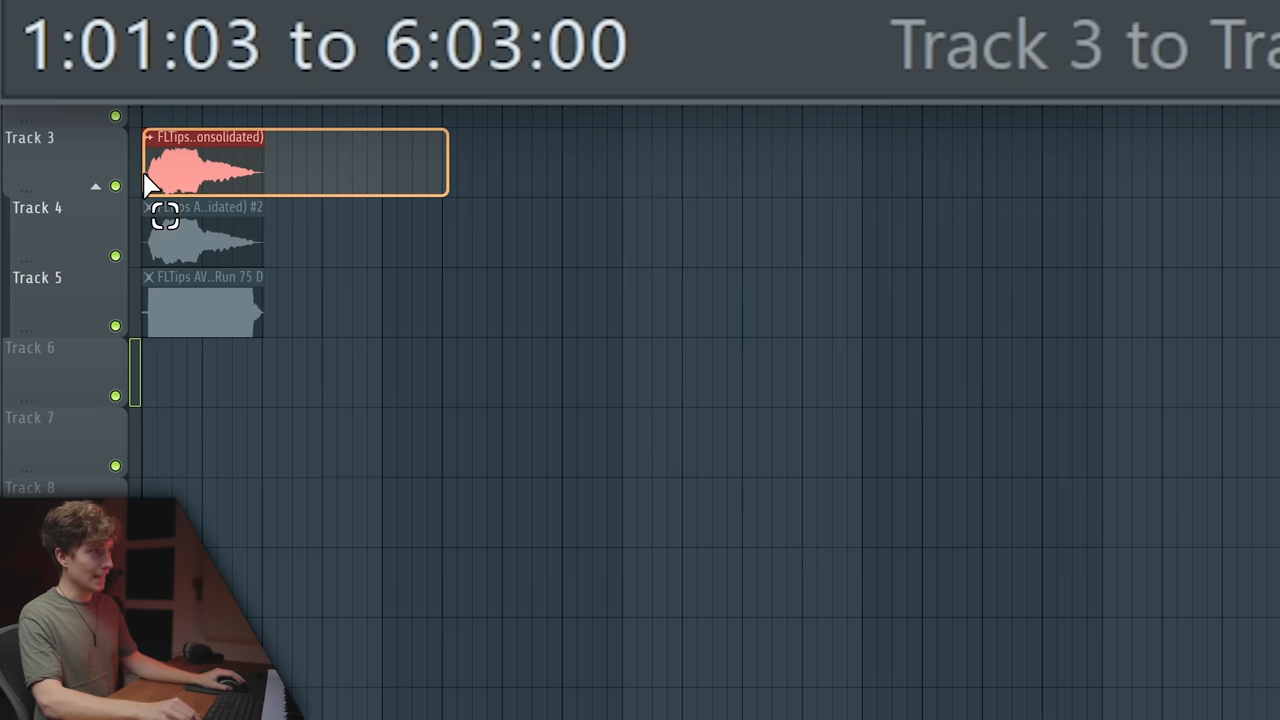 1:01:03 to 6:03:00
Track 3 to Tra
Track 3
FLTips..onsolidated)
Track 4
ps A..idated) #2
Track 5
FLTips AV..Run 75 D
Track 6
Track 7
Track 8